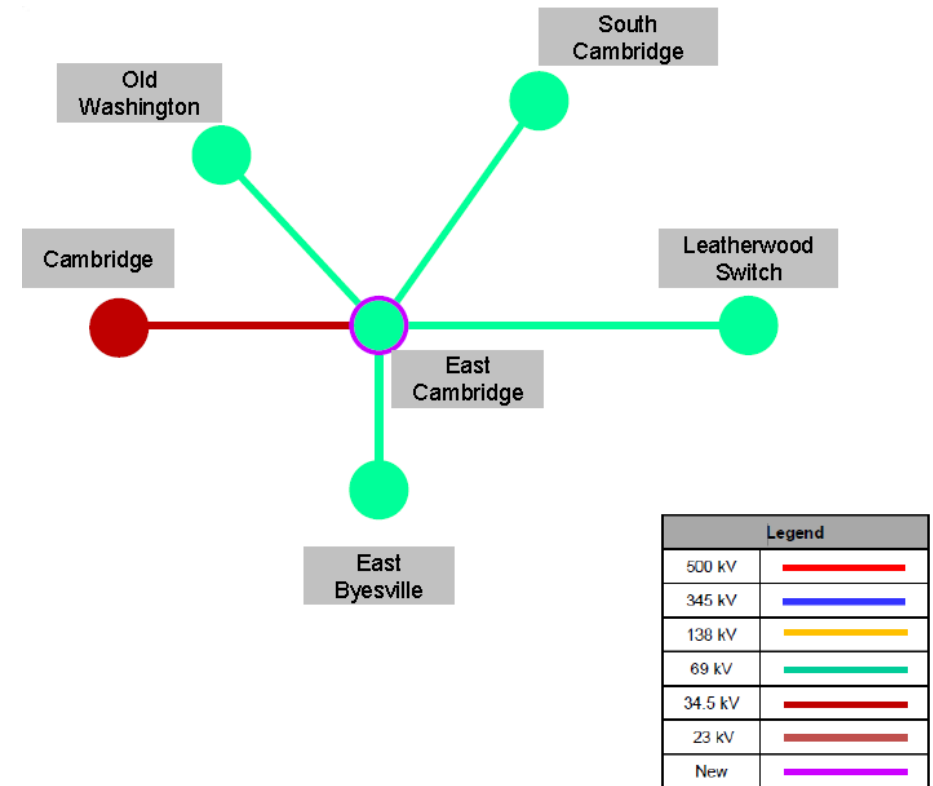 South
Cambridge
Old
Washington
Cambridge
Leatherwood
Switch
East
Cambridge
East
Byesville
Legend
500 kV
345 kV
138 kV
69 kV
34.5 kV
23 kV
New